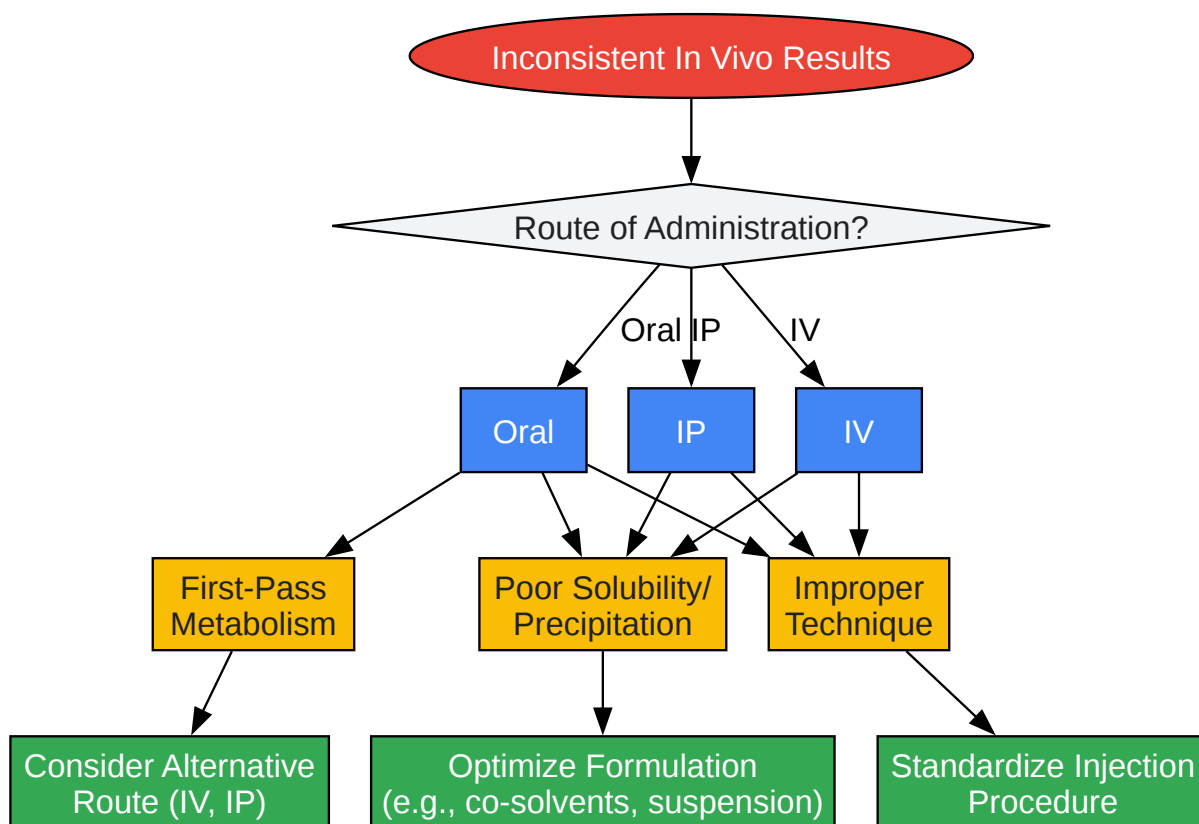 Inconsistent In Vivo Results
Route of Administration?
Oral
IP
IV
Oral
IP
IV
First-Pass
Metabolism
Poor Solubility/
Precipitation
Improper
Technique
Consider Alternative
Route (IV, IP)
Optimize Formulation
(e.g., co-solvents, suspension)
Standardize Injection
Procedure